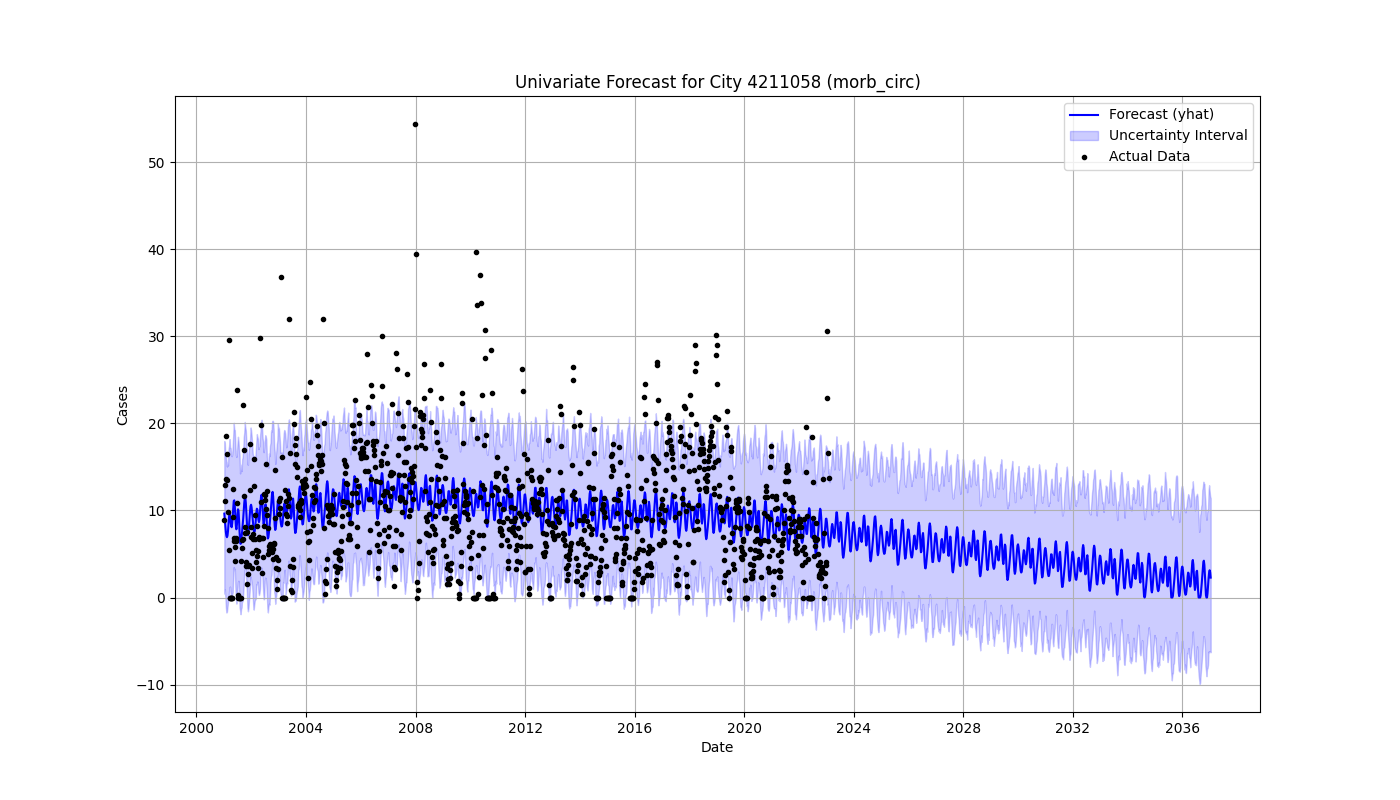 Univariate Forecast for City 4211058 (morb_circ)
Forecast (yhat)
Uncertainty Interval
Actual Data
Cases
50
40
30
20
10
0
−10
2000 2004 2008 2012 2016 2020 2024 2028 2032 2036
Date